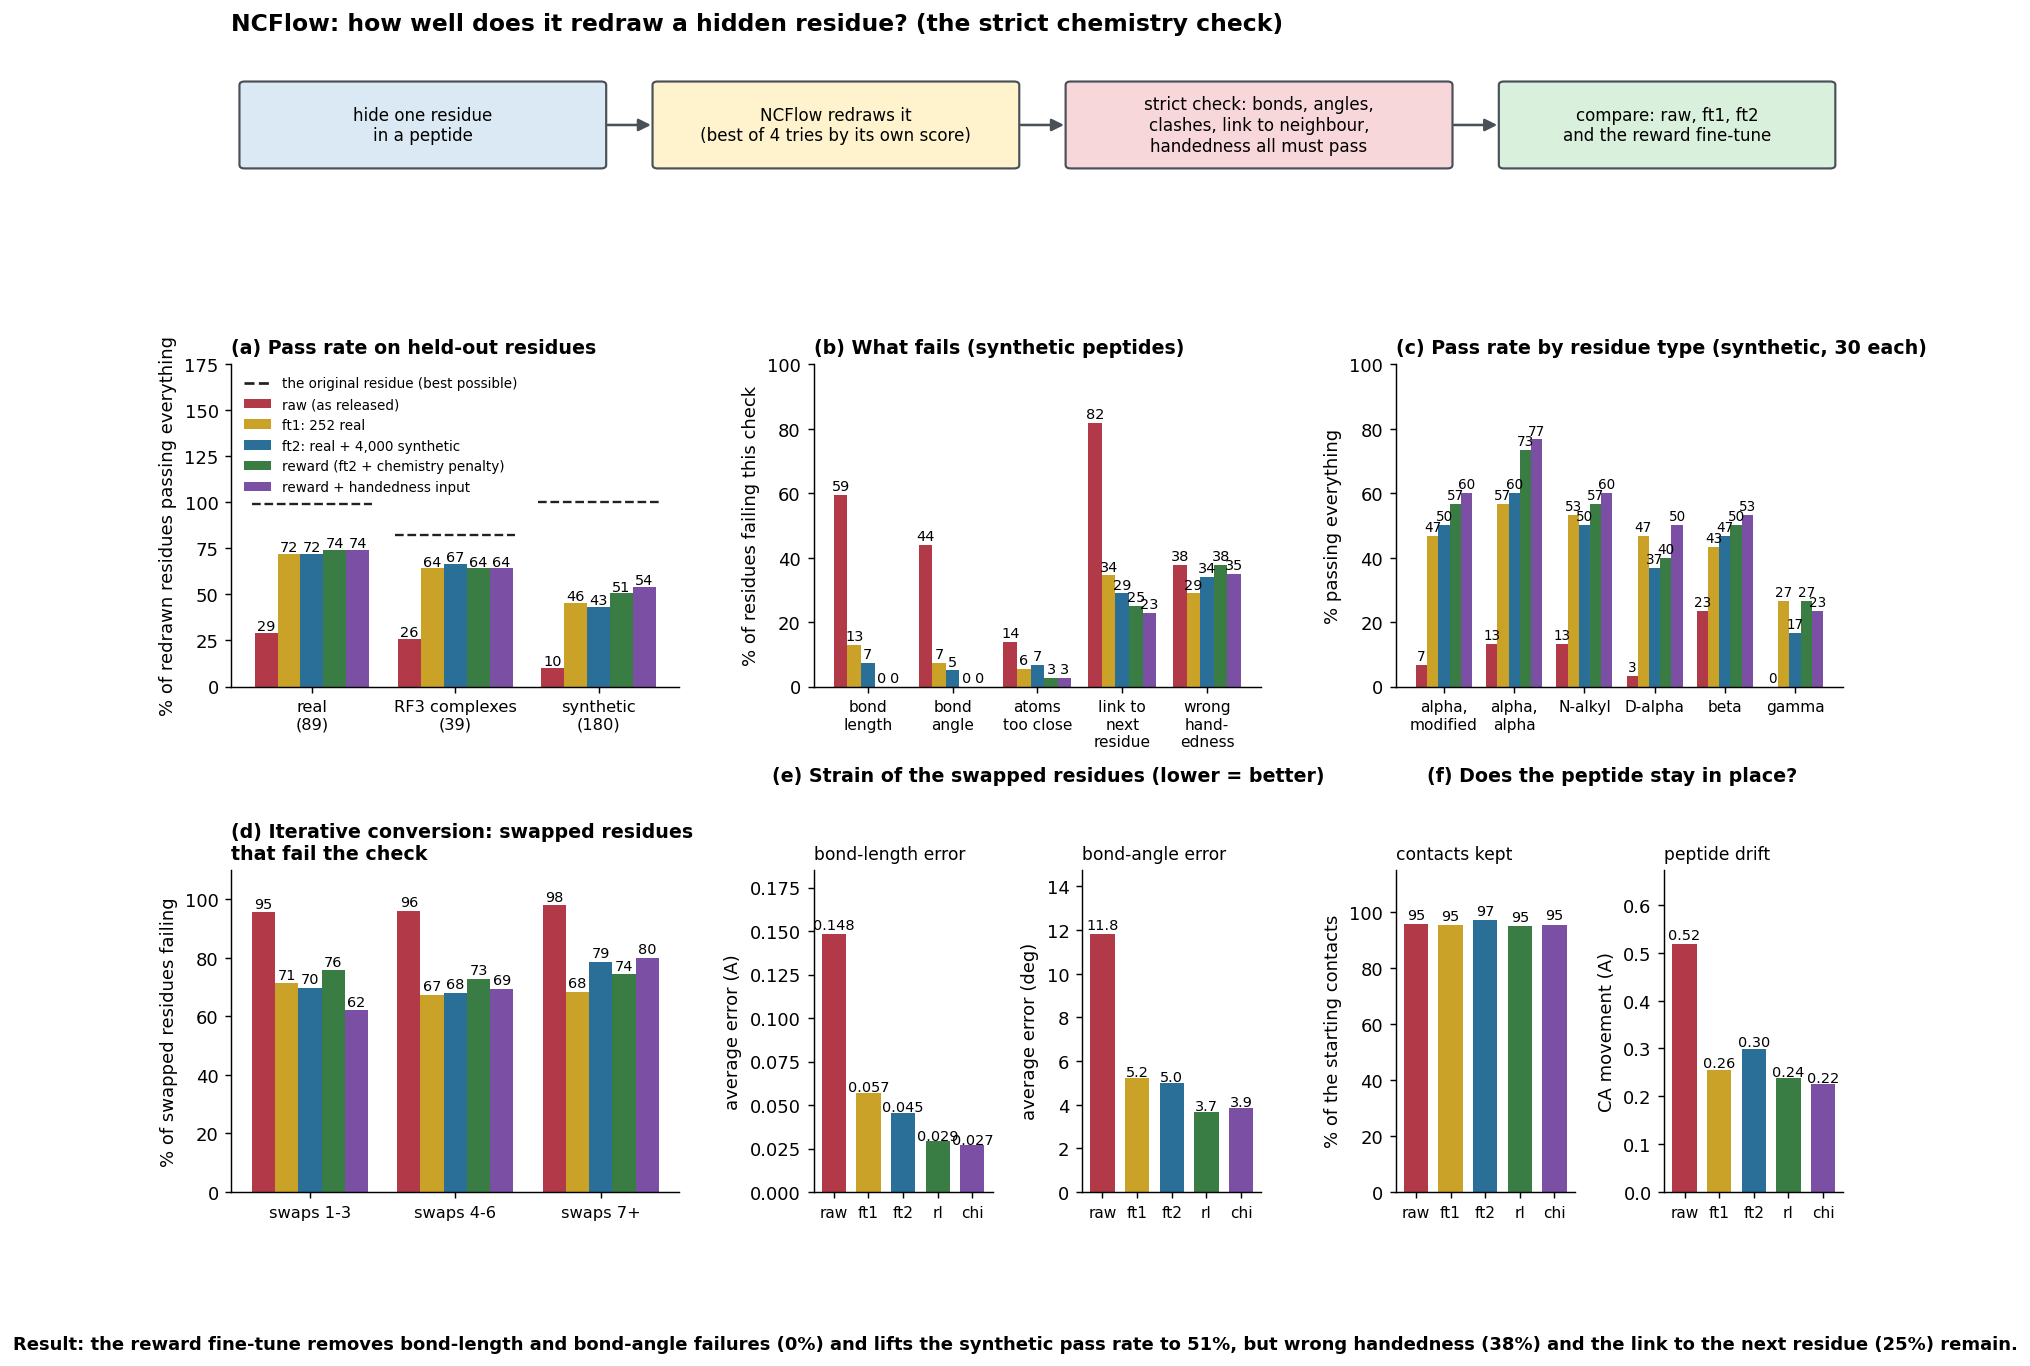 NCFlow: how well does it redraw a hidden residue? (the strict chemistry check)
hide one residue
in a peptide
NCFlow redraws it
(best of 4 tries by its own score)
strict check: bonds, angles,
clashes, link to neighbour,
handedness all must pass
compare: raw, ft1, ft2
and the reward fine-tune
(a) Pass rate on held-out residues
% of redrawn residues passing everything
175
150
125
100
75
50
25
0
the original residue (best possible)
raw (as released)
ft1: 252 real
ft2: real + 4,000 synthetic
reward (ft2 + chemistry penalty)
reward + handedness input
29 72 72 74 74
26 64 67 64 64
10 46 43 51 54
real
(89)
RF3 complexes
(39)
synthetic
(180)
(b) What fails (synthetic peptides)
% of residues failing this check
100
80
60
40
20
0
59 13 7 0 0
44 7 5 0 0
14 6 7 3 3
82 34 29 25 23
38 29 34 38 35
bond
length
bond
angle
atoms
too close
link to
next
residue
wrong
hand-
edness
(c) Pass rate by residue type (synthetic, 30 each)
% passing everything
100
80
60
40
20
0
7 47 50 57 60
13 57 60 73 77
13 53 50 57 60
3 47 37 40 50
23 43 47 50 53
0 27 17 27 23
alpha,
modified
alpha,
alpha
N-alkyl
D-alpha
beta
gamma
(d) Iterative conversion: swapped residues
that fail the check
% of swapped residues failing
100
80
60
40
20
0
95 71 70 76 62
96 67 68 73 69
98 68 79 74 80
swaps 1-3
swaps 4-6
swaps 7+
(e) Strain of the swapped residues (lower = better)
bond-length error
average error (A)
0.175
0.150
0.125
0.100
0.075
0.050
0.025
0.000
0.148 0.057 0.045 0.029 0.027
raw ft1 ft2 rl chi
bond-angle error
average error (deg)
14
12
10
8
6
4
2
0
11.8 5.2 5.0 3.7 3.9
raw ft1 ft2 rl chi
(f) Does the peptide stay in place?
contacts kept
% of the starting contacts
100
80
60
40
20
0
95 95 97 95 95
raw ft1 ft2 rl chi
peptide drift
CA movement (A)
0.6
0.5
0.4
0.3
0.2
0.1
0.0
0.52 0.26 0.30 0.24 0.22
raw ft1 ft2 rl chi
Result: the reward fine-tune removes bond-length and bond-angle failures (0%) and lifts the synthetic pass rate to 51%, but wrong handedness (38%) and the link to the next residue (25%) remain.